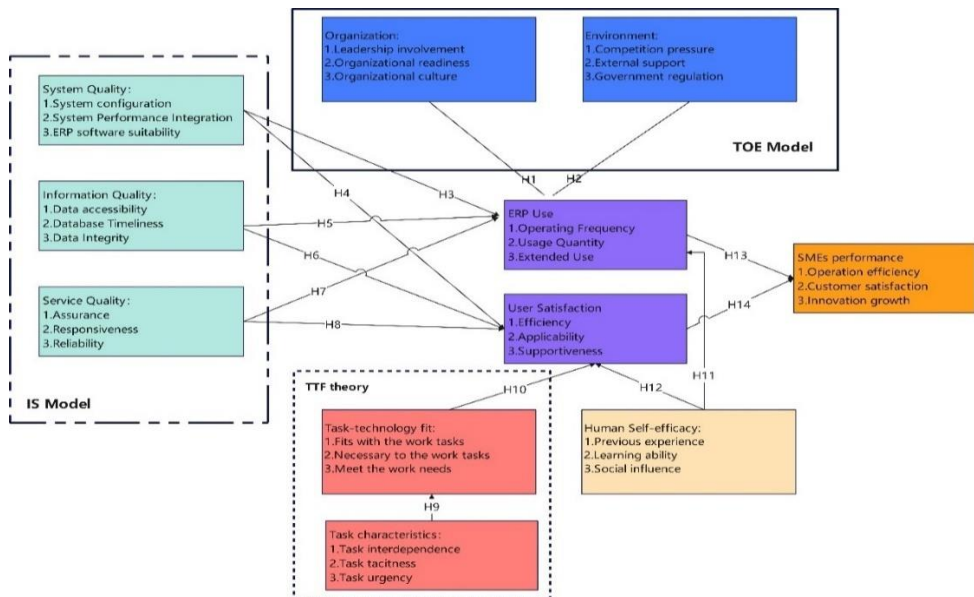 Organization:
1.Leadership involvement
2.Organizational readiness
3.Organizational culture
Environment:
1.Competition pressure
2.External support
3.Government regulation
TOE Model
System Quality:
1.System configuration
2.System Performance Integration
3.ERP software suitability
Information Quality:
1.Data accessibility
2.Database Timeliness
3.Data Integrity
Service Quality:
1.Assurance
2.Responsiveness
3.Reliability
IS Model
H1
H2
H3
H4
H5
H6
H7
H8
ERP Use
1.Operating Frequency
2.Usage Quantity
3.Extended Use
User Satisfaction
1.Efficiency
2.Applicability
3.Supportiveness
H13
H14
SMEs performance
1.Operation efficiency
2.Customer satisfaction
3.Innovation growth
H11
H10
H12
TTF theory
Task-technology fit:
1.Fits with the work tasks
2.Necessary to the work tasks
3.Meet the work needs
H9
Task characteristics:
1.Task interdependence
2.Task tacitness
3.Task urgency
Human Self-efficacy:
1.Previous experience
2.Learning ability
3.Social influence